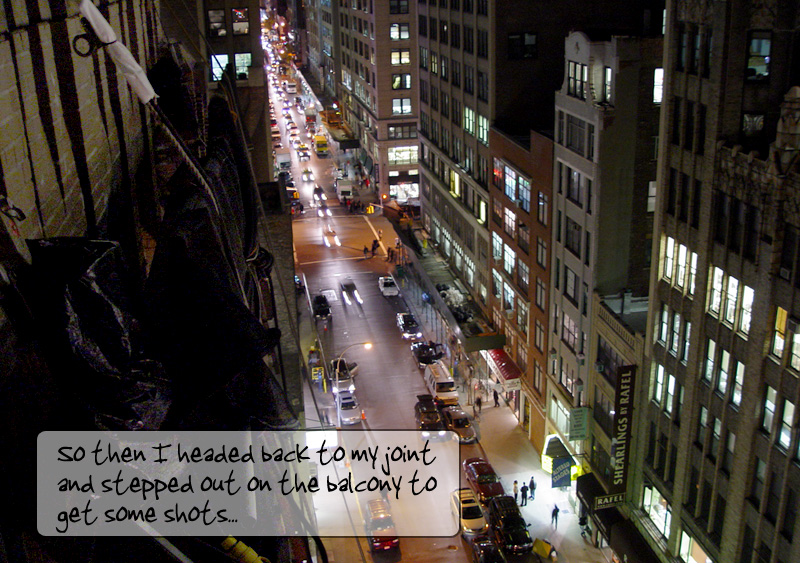 So then I headed back to my joint
and stepped out on the balcony to
get some shots...
SHEARLINGS BY RAFEL
RAFEL